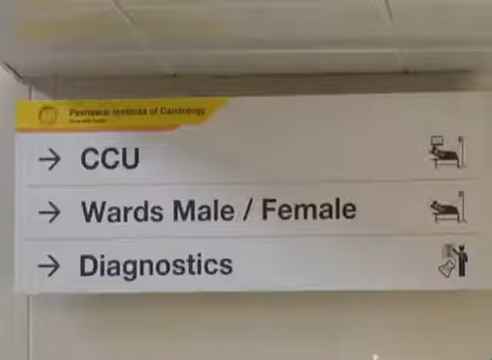 Peshawar Institute of Cardiology
→ CCU
→ Wards Male / Female
→ Diagnostics